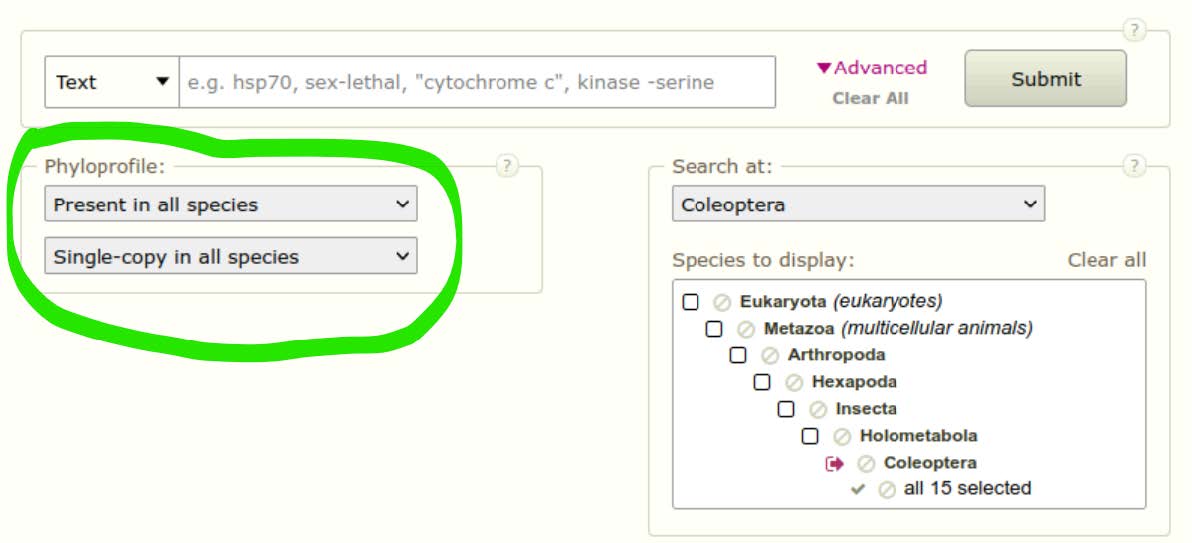 ?
Text
e.g. hsp70, sex-lethal, "cytochrome c", kinase -serine
Advanced
Clear All
Submit
Phyloprofile:
?
Present in all species
Single-copy in all species
Search at:
?
Coleoptera
Species to display:
Clear all
Eukaryota (eukaryotes)
Metazoa (multicellular animals)
Arthropoda
Hexapoda
Insecta
Holometabola
Coleoptera
all 15 selected